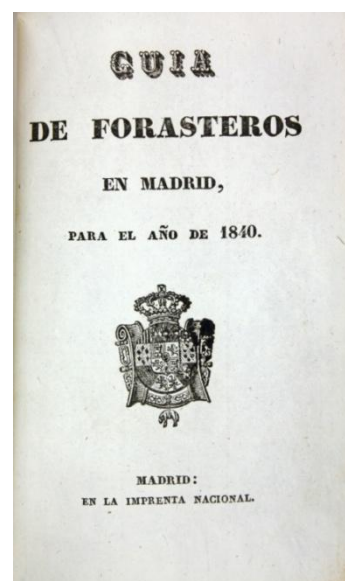 GUIA
DE FORASTEROS
EN MADRID,
PARA EL AÑO DE 1840.
MADRID:
EN LA IMPRENTA NACIONAL.